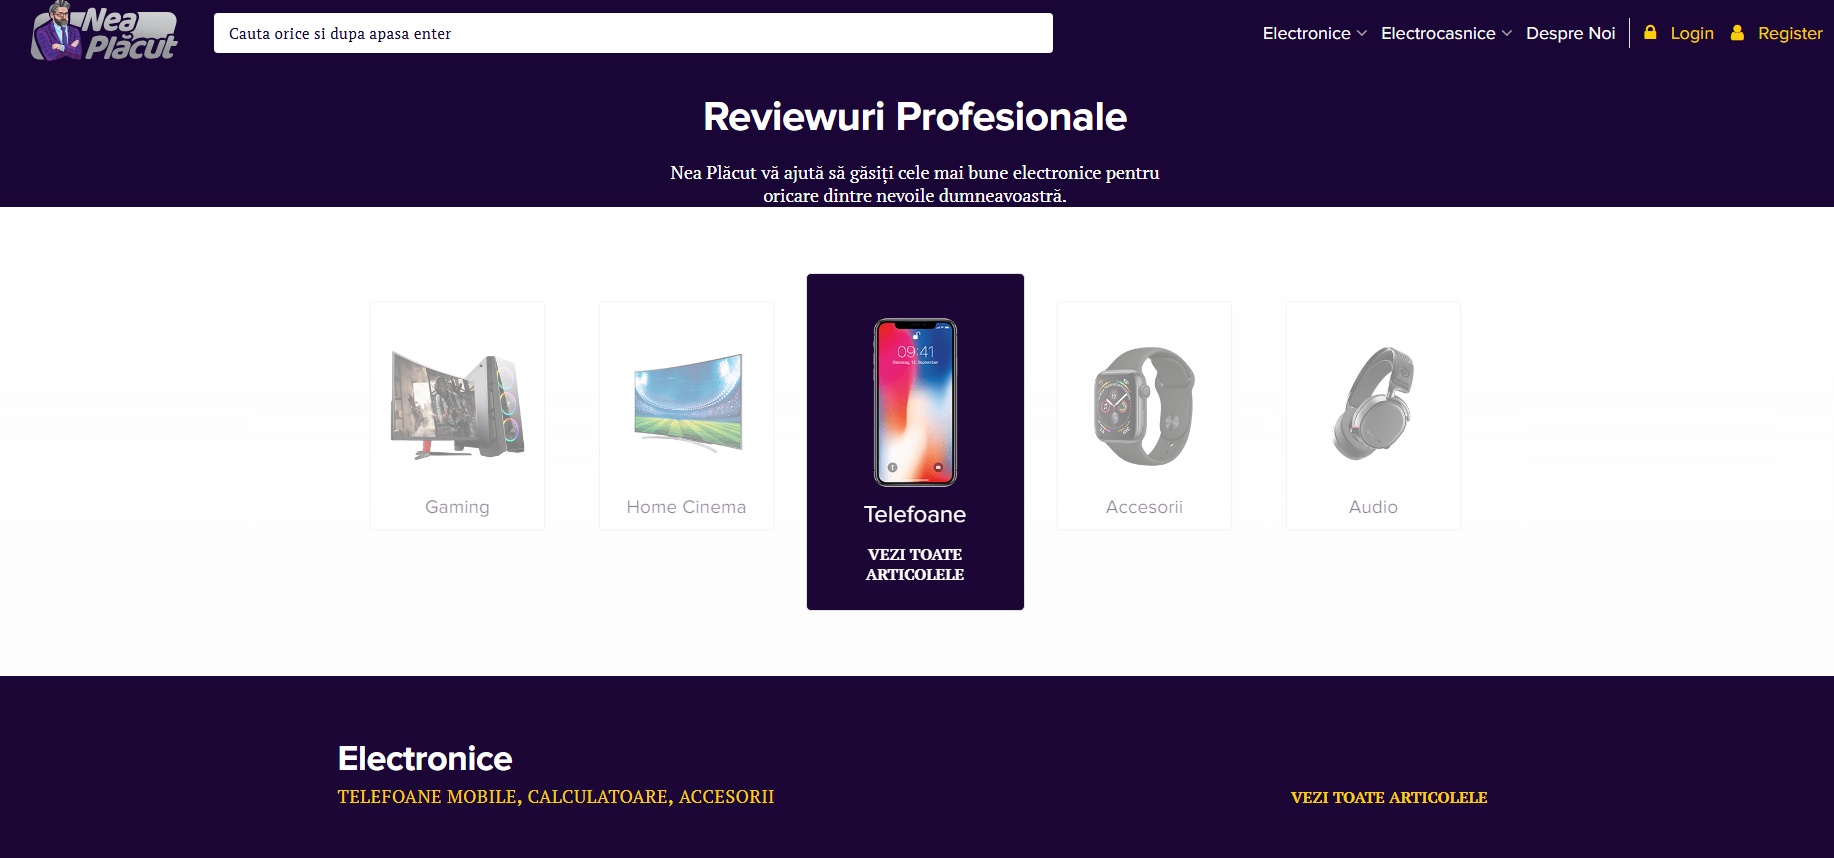 Nea
Plăcut
Cauta orice si dupa apasa enter
Electronice
Electrocasnice
Despre Noi
Login
Register
Reviewuri Profesionale
Nea Plăcut vă ajută să găsiți cele mai bune electronice pentru
oricare dintre nevoile dumneavoastră.
09:41
Gaming
Home Cinema
Telefoane
VEZI TOATE
ARTICOLELE
Accesorii
Audio
Electronice
TELEFOANE MOBILE, CALCULATOARE, ACCESORII
VEZI TOATE ARTICOLELE